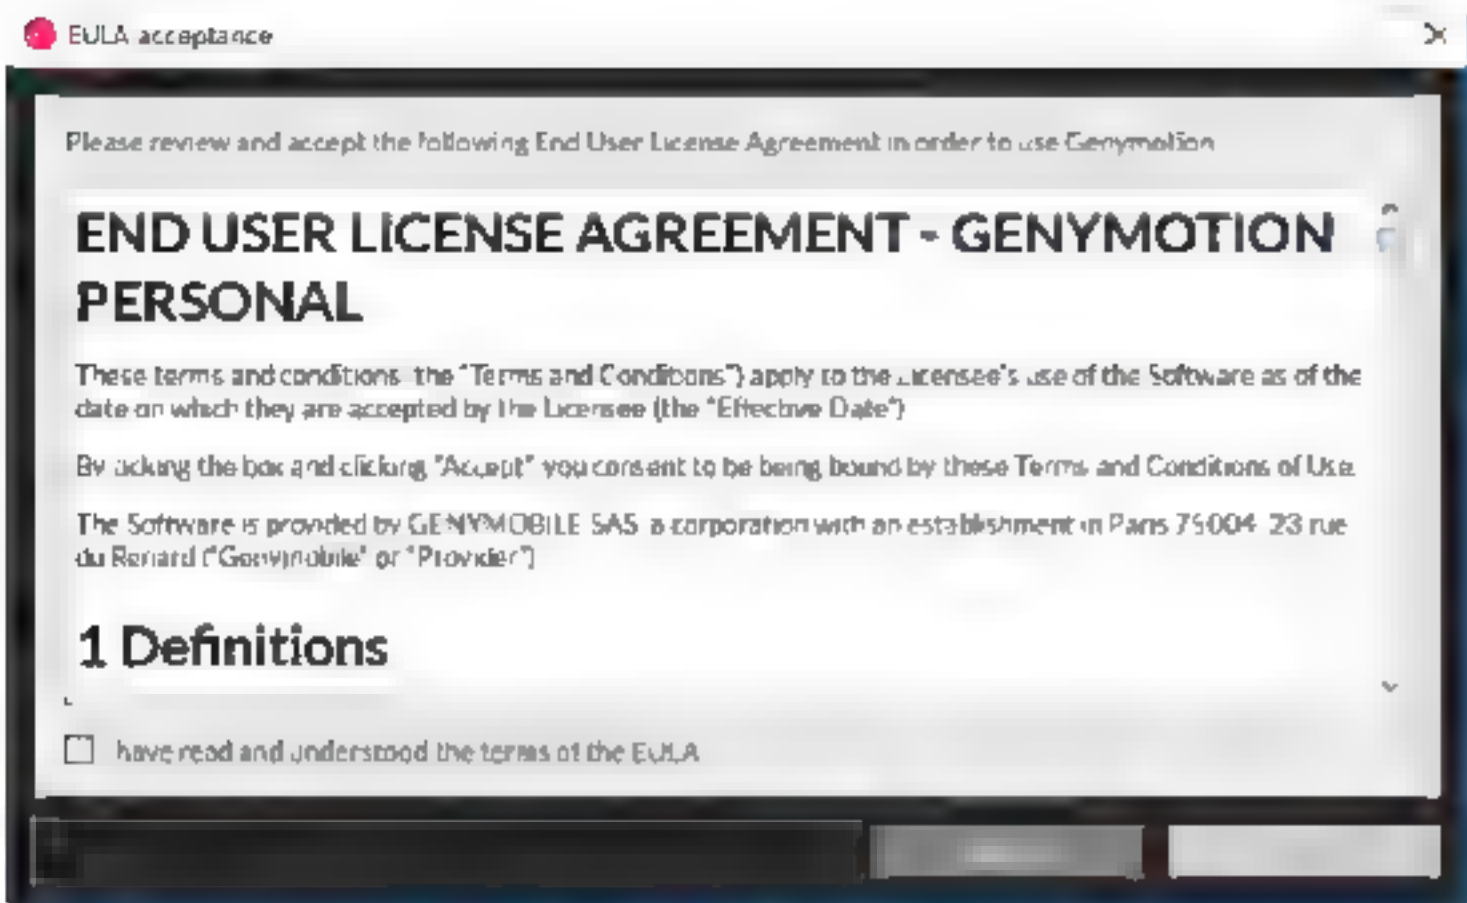 EULA acceptance
Please review and accept the following End User License Agreement in order to use Genymotion
END USER LICENSE AGREEMENT - GENYMOTION
PERSONAL
These terms and conditions the "Terms and Conditions") apply to the Licensee's use of the Software as of the
date on which they are accepted by the Licensee (the "Effective Date")
By ticking the box and clicking "Accept" you consent to be being bound by these Terms and Conditions of Use.
The Software is provided by GENYMOBILE SAS a corporation with an establishment in Paris 75004 23 rue
du Renard ("Genymobile" or "Provider")
1 Definitions
have read and understood the terms of the EULA